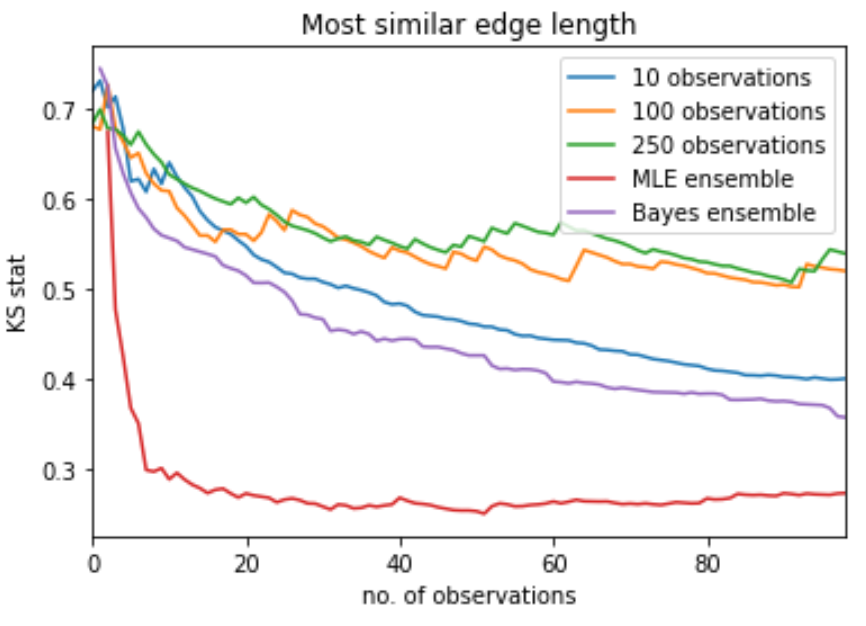 Most similar edge length
10 observations
100 observations
250 observations
MLE ensemble
Bayes ensemble
KS stat
0.7
0.6
0.5
0.4
0.3
0 20 40 60 80
no. of observations